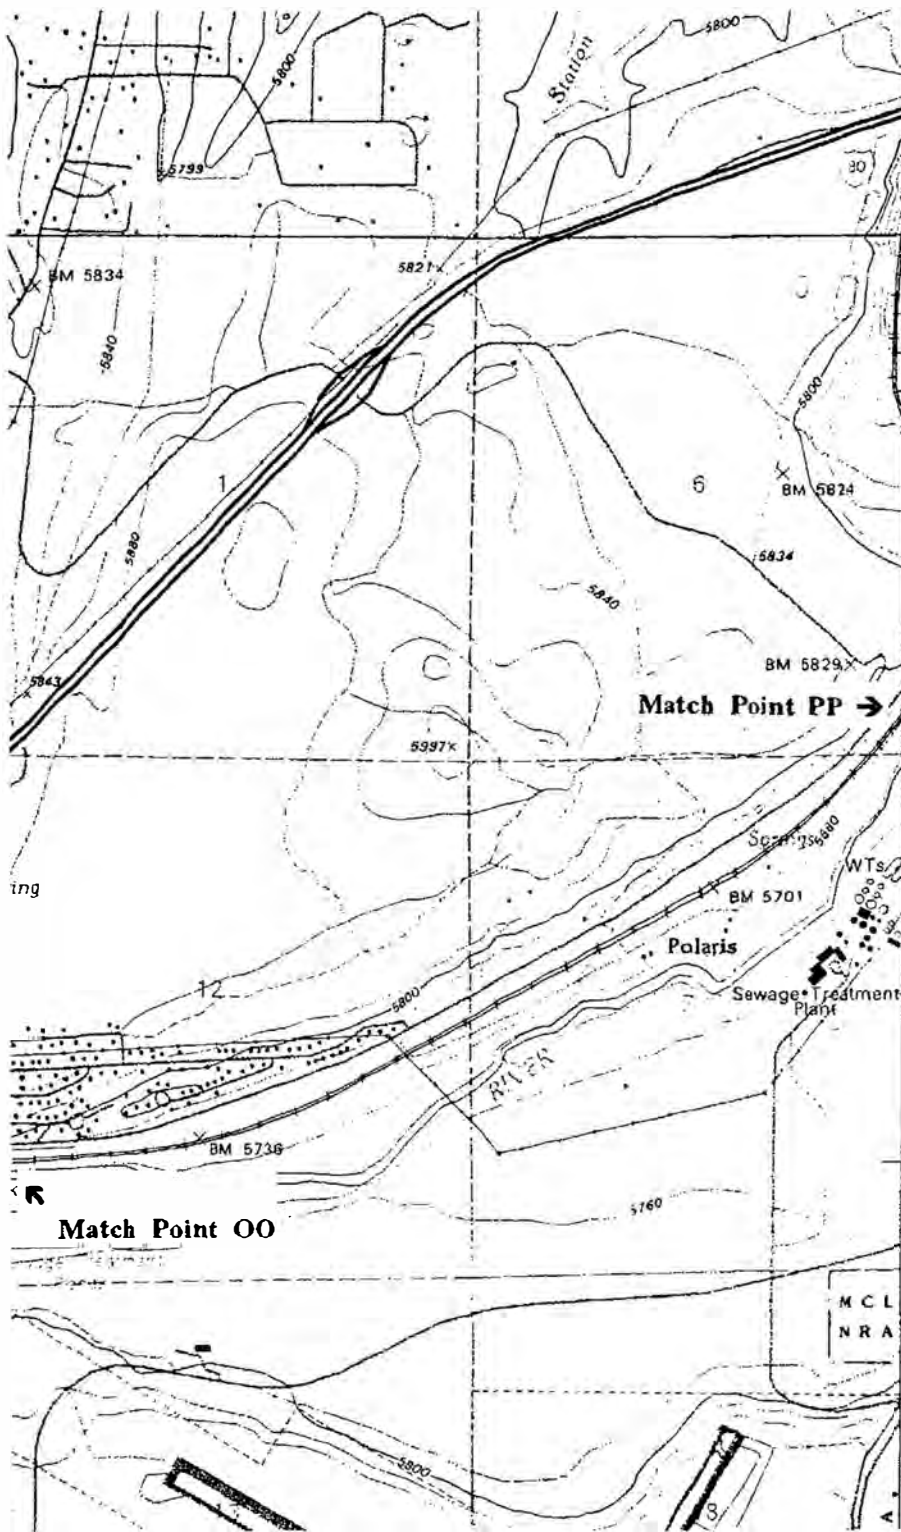 5800
Station
5800
5799
80
5821
BM 5834
5840
5800
1
6
BM 5824
5880
5834
5840
BM 5829
5843
Match Point PP
5997
Springs
5680
ing
WTs
BM 5701
Polaris
12
Sewage Treatment
Plant
5800
RIVER
BM 5736
5760
Match Point OO
M C L
N R A
5800
8
A